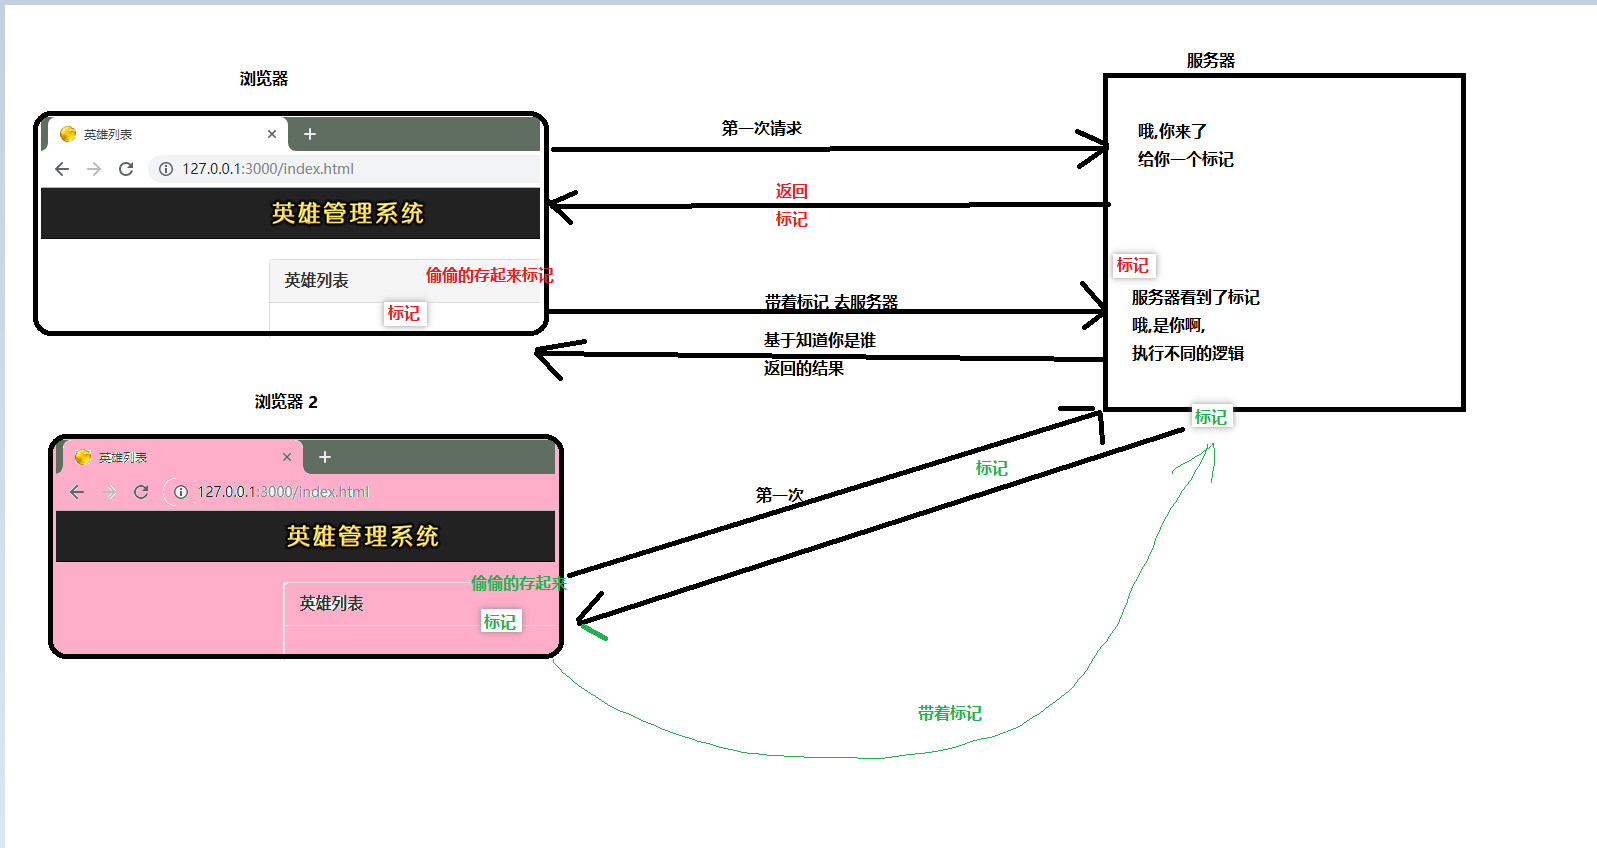 服务器
浏览器
英雄列表
127.0.0.1:3000/index.html
英雄管理系统
英雄列表
偷偷的存起来标记
标记
第一次请求
返回
标记
哦,你来了
给你一个标记
标记
带着标记 去服务器
服务器看到了标记
哦,是你啊,
执行不同的逻辑
基于知道你是谁
返回的结果
浏览器 2
英雄列表
127.0.0.1:3000/index.html
英雄管理系统
英雄列表
偷偷的存起来
标记
第一次
标记
标记
带着标记